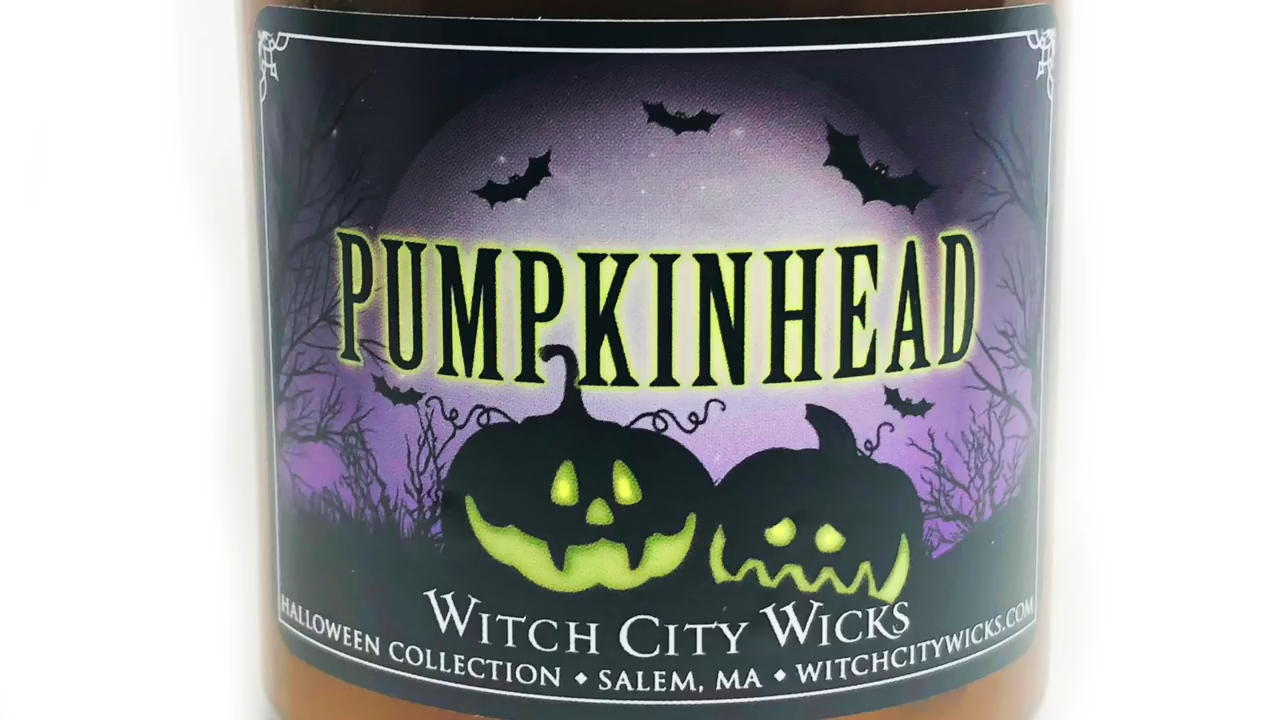 PUMPKINHEAD
WITCH CITY WICKS
HALLOWEEN COLLECTION • SALEM, MA • WITCHCITYWICKS.COM